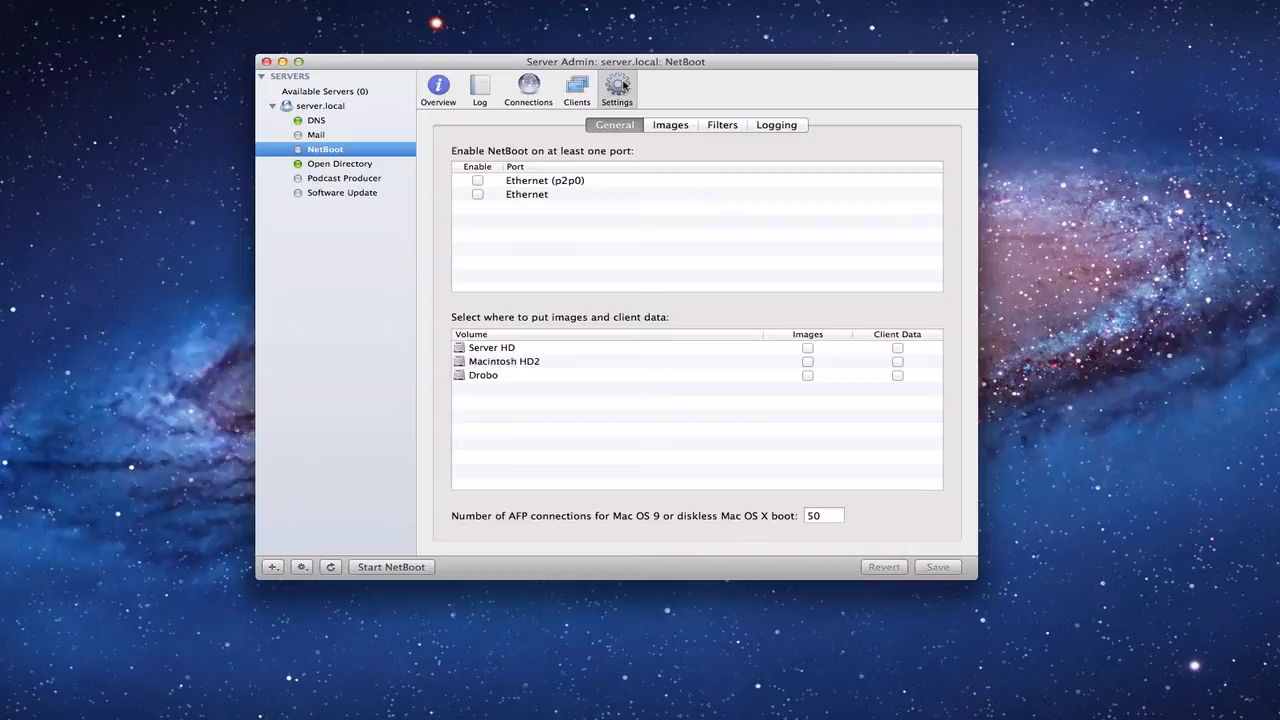 Server Admin: server.local: NetBoot
SERVERS
Available Servers (0)
server.local
DNS
Mail
NetBoot
Open Directory
Podcast Producer
Software Update
Overview
Log
Connections
Clients
Settings
General
Images
Filters
Logging
Enable NetBoot on at least one port:
Enable Port
Ethernet (p2p0)
Ethernet
Select where to put images and client data:
Volume Images Client Data
Server HD
Macintosh HD2
Drobo
Number of AFP connections for Mac OS 9 or diskless Mac OS X boot: 50
Start NetBoot
Revert
Save